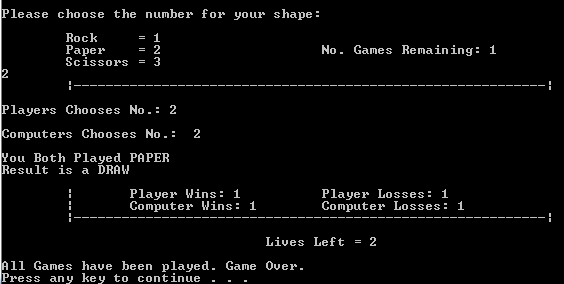 Please choose the number for your shape:
Rock = 1
Paper = 2 No. Games Remaining: 1
Scissors = 3
2
¦-----------------------------------------------------------¦
Players Chooses No.: 2
Computers Chooses No.: 2
You Both Played PAPER
Result is a DRAW
¦ Player Wins: 1 Player Losses: 1
¦ Computer Wins: 1 Computer Losses: 1
¦-----------------------------------------------------------¦
Lives Left = 2
All Games have been played. Game Over.
Press any key to continue . . .